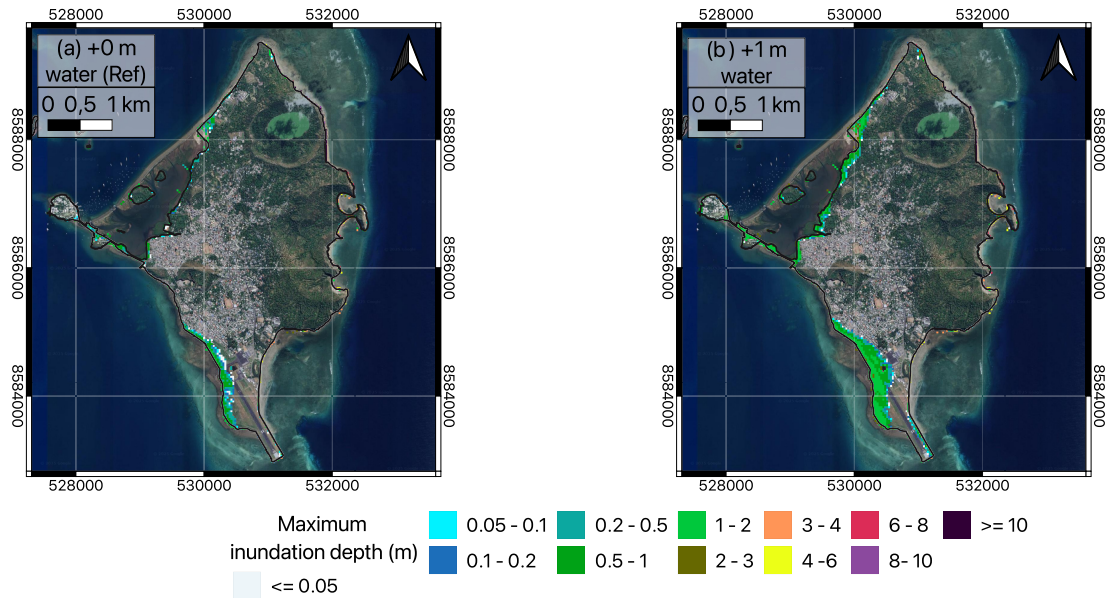 528000 530000 532000
528000 530000 532000
(a) +0 m
water (Ref)
0 0,5 1 km
(b) +1 m
water
0 0,5 1 km
8588000
8586000
8584000
8588000
8586000
8584000
8588000
8586000
8584000
8588000
8586000
8584000
528000 530000 532000
528000 530000 532000
Maximum
inundation depth (m)
<= 0.05
0.05 - 0.1
0.1 - 0.2
0.2 - 0.5
0.5 - 1
1 - 2
2 - 3
3 - 4
4 - 6
6 - 8
8 - 10
>= 10